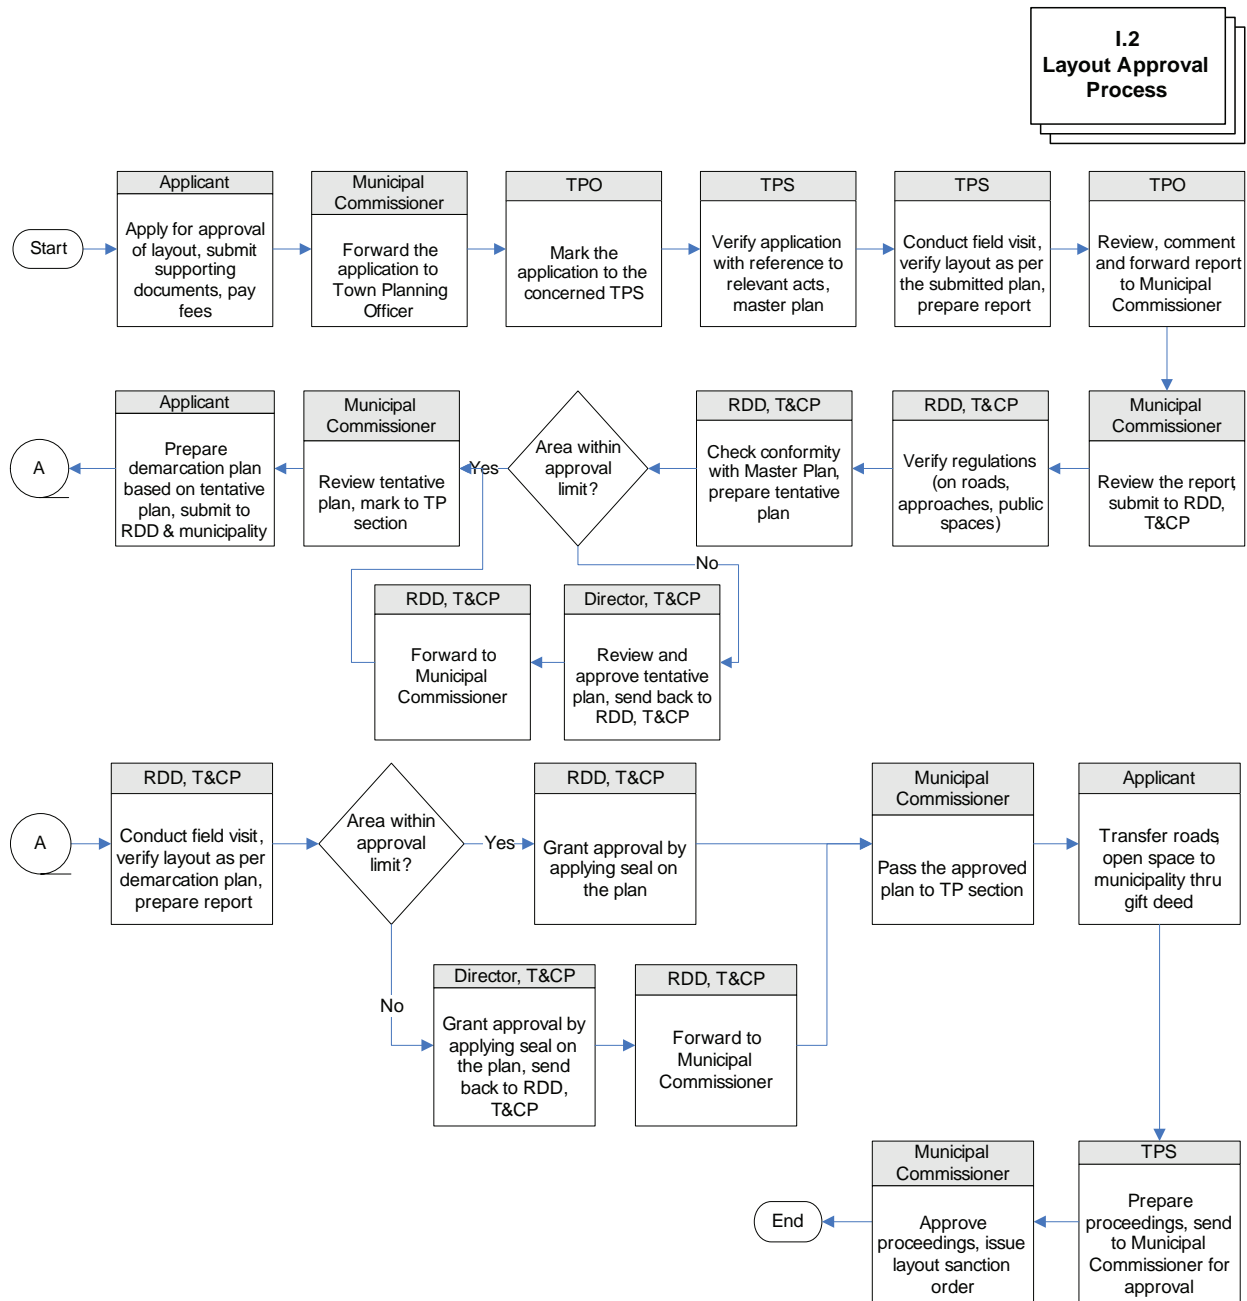 I.2
Layout Approval
Process
Start
Applicant
Apply for approval
of layout, submit
supporting
documents, pay
fees
Municipal
Commissioner
Forward the
application to
Town Planning
Officer
TPO
Mark the
application to the
concerned TPS
TPS
Verify application
with reference to
relevant acts,
master plan
TPS
Conduct field visit,
verify layout as per
the submitted plan,
prepare report
TPO
Review, comment
and forward report
to Municipal
Commissioner
A
Applicant
Prepare
demarcation plan
based on tentative
plan, submit to
RDD & municipality
Municipal
Commissioner
Review tentative
plan, mark to TP
section
Yes
Area within
approval
limit?
No
RDD, T&CP
Check conformity
with Master Plan,
prepare tentative
plan
RDD, T&CP
Verify regulations
(on roads,
approaches, public
spaces)
Municipal
Commissioner
Review the report,
submit to RDD,
T&CP
RDD, T&CP
Forward to
Municipal
Commissioner
Director, T&CP
Review and
approve tentative
plan, send back to
RDD, T&CP
A
RDD, T&CP
Conduct field visit,
verify layout as per
demarcation plan,
prepare report
Area within
approval
limit?
Yes
No
RDD, T&CP
Grant approval by
applying seal on
the plan
Municipal
Commissioner
Pass the approved
plan to TP section
Applicant
Transfer roads,
open space to
municipality thru
gift deed
Director, T&CP
Grant approval by
applying seal on
the plan, send
back to RDD,
T&CP
RDD, T&CP
Forward to
Municipal
Commissioner
End
Municipal
Commissioner
Approve
proceedings, issue
layout sanction
order
TPS
Prepare
proceedings, send
to Municipal
Commissioner for
approval